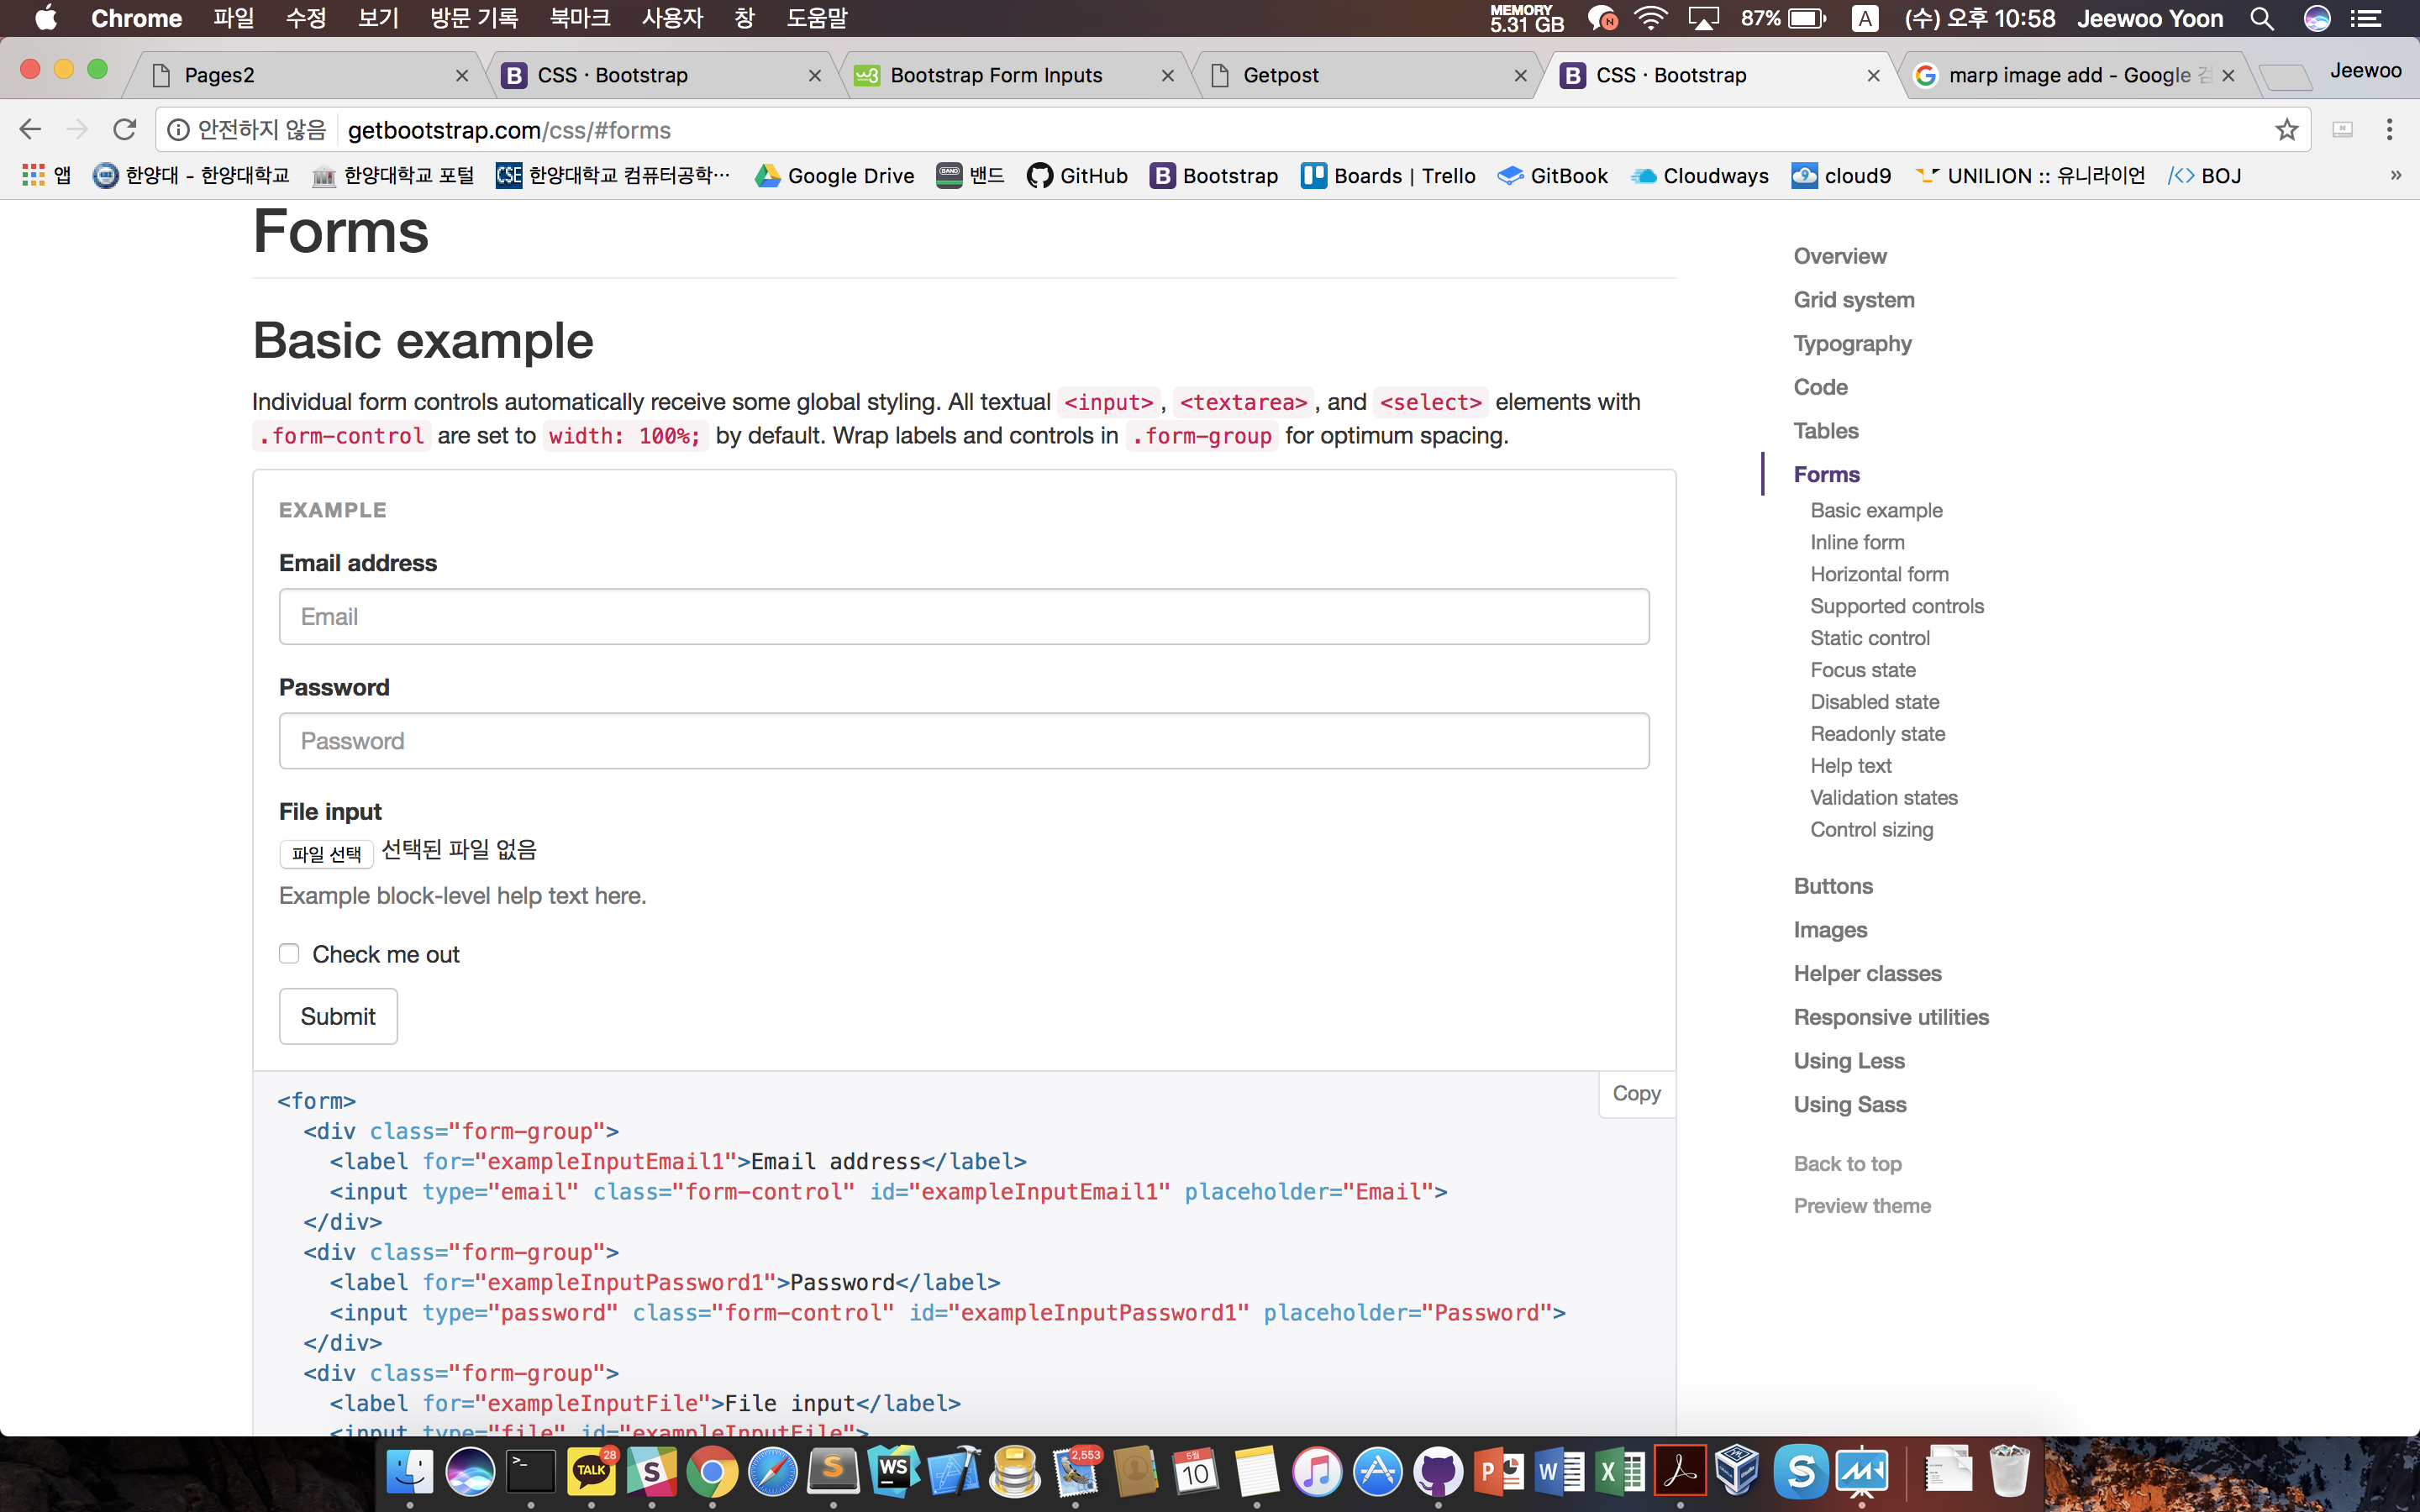 Chrome 파일 수정 보기 방문 기록 북마크 사용자 창 도움말 MEMORY 5.31 GB N 87% A (수) 오후 10:58 Jeewoo Yoon
Pages2 B CSS · Bootstrap w3 Bootstrap Form Inputs Getpost B CSS · Bootstrap G marp image add - Google Jeewoo
안전하지 않음 getbootstrap.com/css/#forms
앱 한양대 - 한양대학교 한양대학교 포털 CSE 한양대학교 컴퓨터공학… Google Drive BAND 밴드 GitHub B Bootstrap Boards | Trello GitBook Cloudways cloud9 UNILION :: 유니라이언 /<> BOJ »
Forms
Basic example
Individual form controls automatically receive some global styling. All textual <input>, <textarea>, and <select> elements with
.form-control are set to width: 100%; by default. Wrap labels and controls in .form-group for optimum spacing.
EXAMPLE
Email address
Email
Password
Password
File input
파일 선택 선택된 파일 없음
Example block-level help text here.
Check me out
Submit
Copy
<form>
<div class="form-group">
<label for="exampleInputEmail1">Email address</label>
<input type="email" class="form-control" id="exampleInputEmail1" placeholder="Email">
</div>
<div class="form-group">
<label for="exampleInputPassword1">Password</label>
<input type="password" class="form-control" id="exampleInputPassword1" placeholder="Password">
</div>
<div class="form-group">
<label for="exampleInputFile">File input</label>
<input type="file" id="exampleInputFile">
Overview
Grid system
Typography
Code
Tables
Forms
Basic example
Inline form
Horizontal form
Supported controls
Static control
Focus state
Disabled state
Readonly state
Help text
Validation states
Control sizing
Buttons
Images
Helper classes
Responsive utilities
Using Less
Using Sass
Back to top
Preview theme
>_ TALK 28 S S WS 2,553 5월 10 P W X S